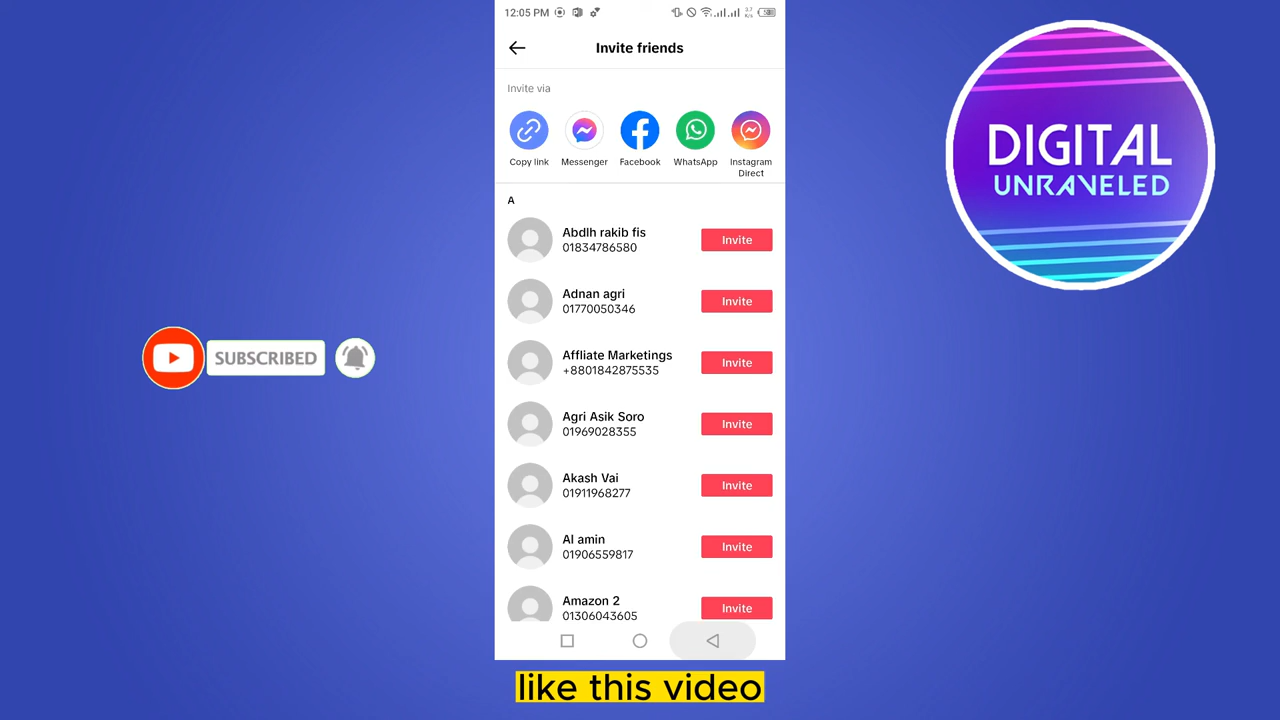 12:05 PM
3.7
K/s
Invite friends
Invite via
Copy link
Messenger
Facebook
WhatsApp
Instagram
Direct
A
Abdlh rakib fis
01834786580
Invite
Adnan agri
01770050346
Invite
Affliate Marketings
+8801842875535
Invite
Agri Asik Soro
01969028355
Invite
Akash Vai
01911968277
Invite
Al amin
01906559817
Invite
Amazon 2
01306043605
Invite
DIGITAL
UNRAVELED
SUBSCRIBED
like this video